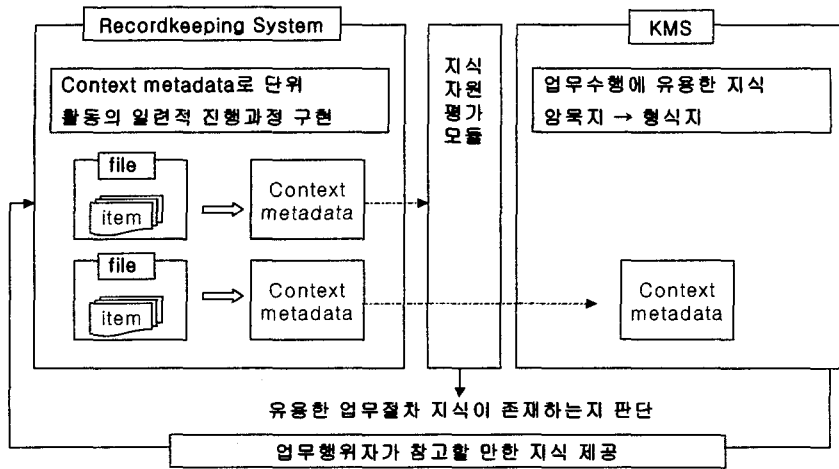 Recordkeeping System
KMS
Context metadata로 단위
활동의 일련적 진행과정 구현
지식
자원
평가
모듈
업무수행에 유용한 지식
암묵지 → 형식지
file
item
Context
metadata
file
item
Context
metadata
Context
metadata
유용한 업무절차 지식이 존재하는지 판단
업무행위자가 참고할 만한 지식 제공